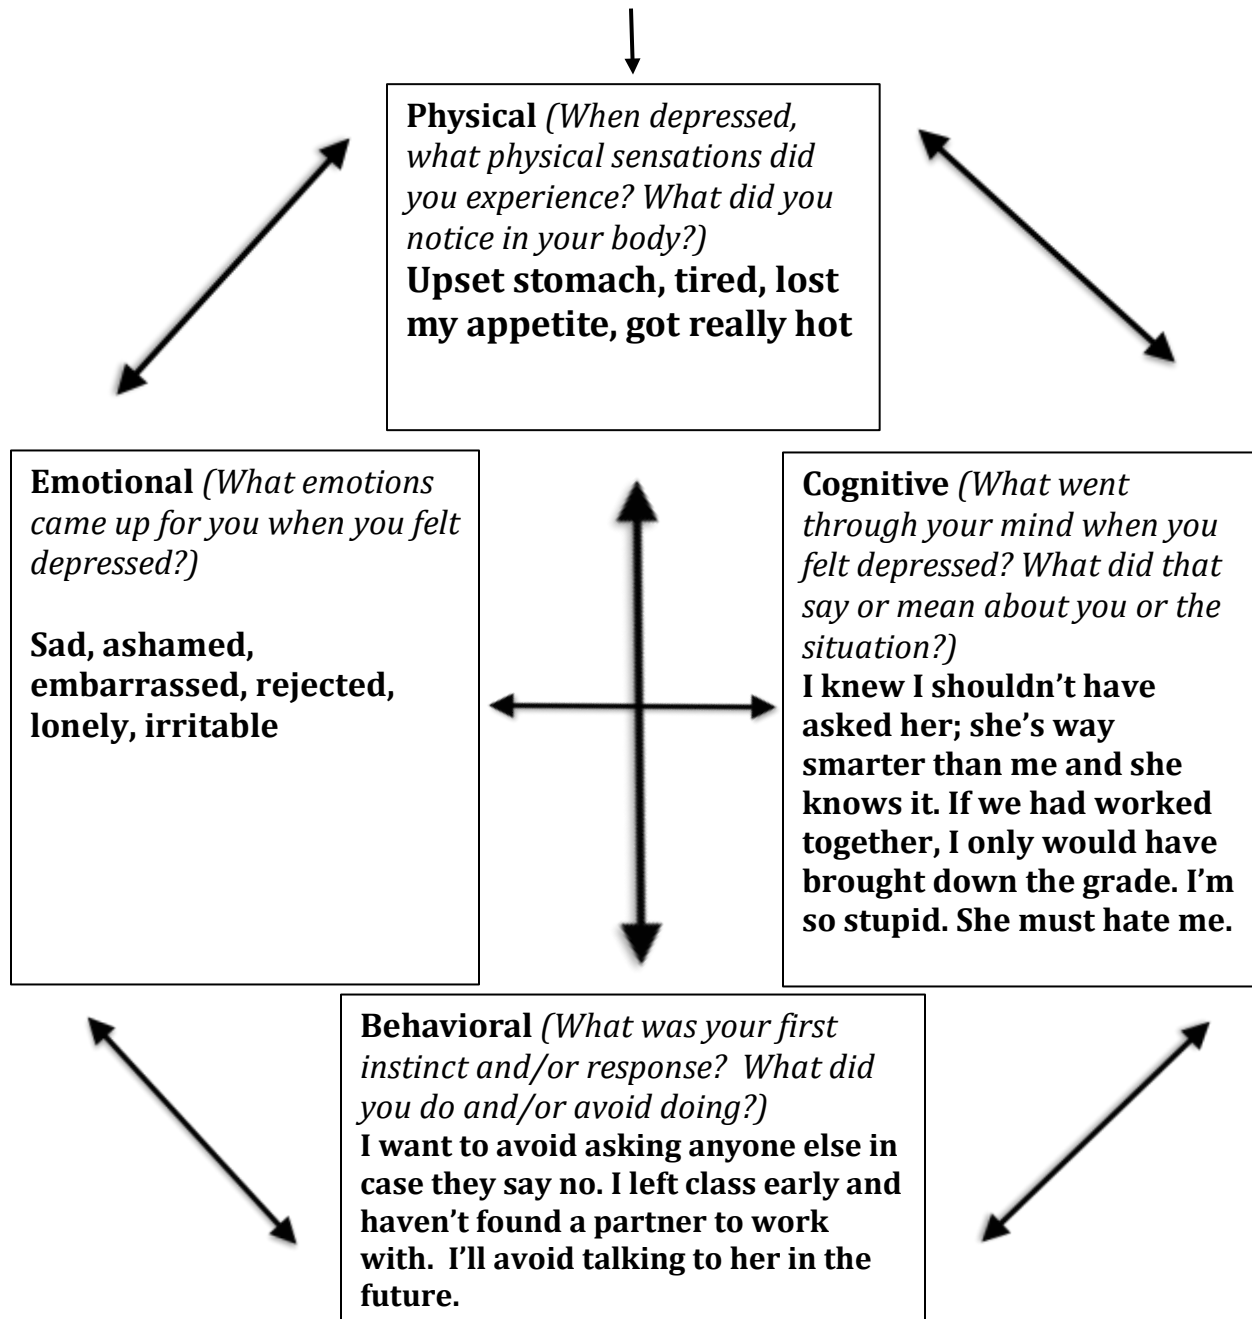 Physical (When depressed,
what physical sensations did
you experience? What did you
notice in your body?)
Upset stomach, tired, lost
my appetite, got really hot
Emotional (What emotions
came up for you when you felt
depressed?)
Sad, ashamed,
embarrassed, rejected,
lonely, irritable
Cognitive (What went
through your mind when you
felt depressed? What did that
say or mean about you or the
situation?)
I knew I shouldn’t have
asked her; she’s way
smarter than me and she
knows it. If we had worked
together, I only would have
brought down the grade. I’m
so stupid. She must hate me.
Behavioral (What was your first
instinct and/or response?  What did
you do and/or avoid doing?)
I want to avoid asking anyone else in
case they say no. I left class early and
haven’t found a partner to work
with.  I’ll avoid talking to her in the
future.